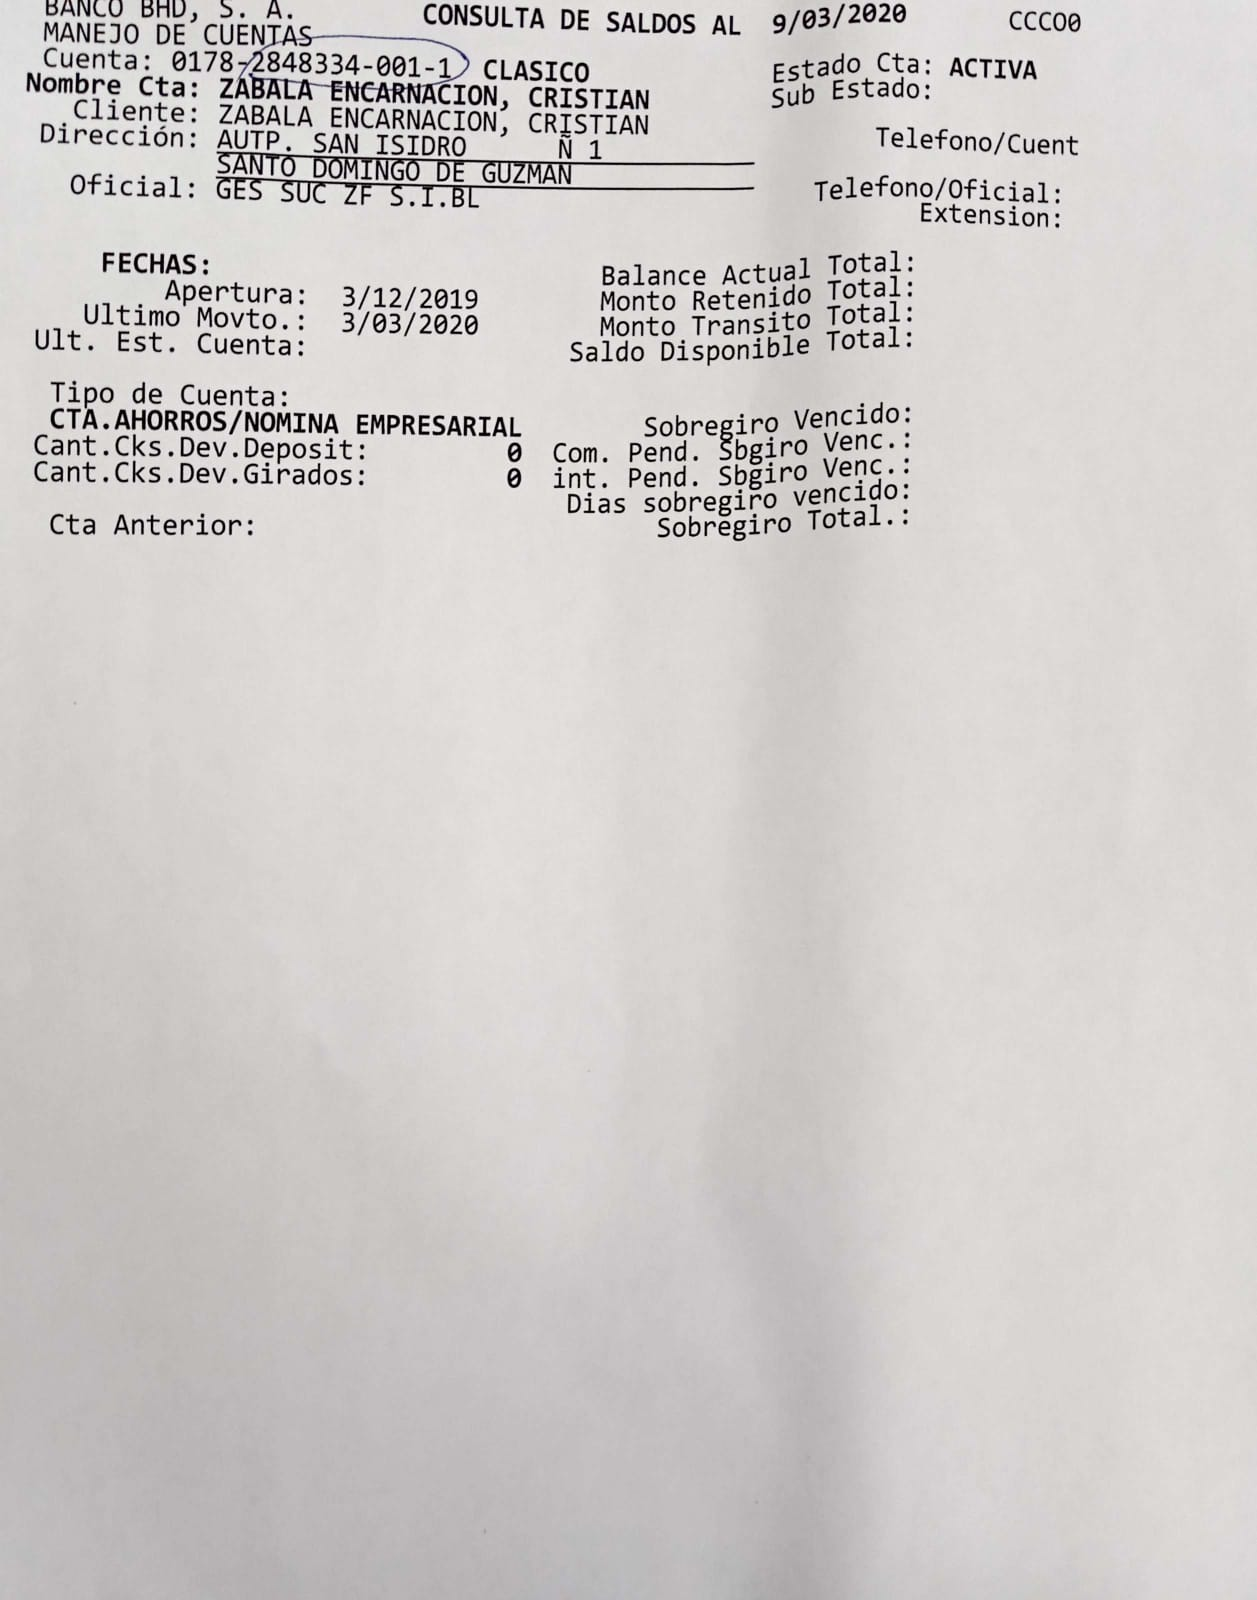 BANCO BHD, S. A. CONSULTA DE SALDOS AL 9/03/2020 CCCO0
MANEJO DE CUENTAS
Cuenta: 0178-2848334-001-1 CLASICO Estado Cta: ACTIVA
Nombre Cta: ZABALA ENCARNACION, CRISTIAN Sub Estado:
Cliente: ZABALA ENCARNACION, CRISTIAN
Dirección: AUTP. SAN ISIDRO Ñ 1 Telefono/Cuent
SANTO DOMINGO DE GUZMAN
Oficial: GES SUC ZF S.I.BL Telefono/Oficial:
Extension:
FECHAS: Balance Actual Total:
Apertura: 3/12/2019 Monto Retenido Total:
Ultimo Movto.: 3/03/2020 Monto Transito Total:
Ult. Est. Cuenta: Saldo Disponible Total:
Tipo de Cuenta:
CTA.AHORROS/NOMINA EMPRESARIAL Sobregiro Vencido:
Cant.Cks.Dev.Deposit: 0 Com. Pend. Sbgiro Venc.:
Cant.Cks.Dev.Girados: 0 int. Pend. Sbgiro Venc.:
Dias sobregiro vencido:
Cta Anterior: Sobregiro Total.: